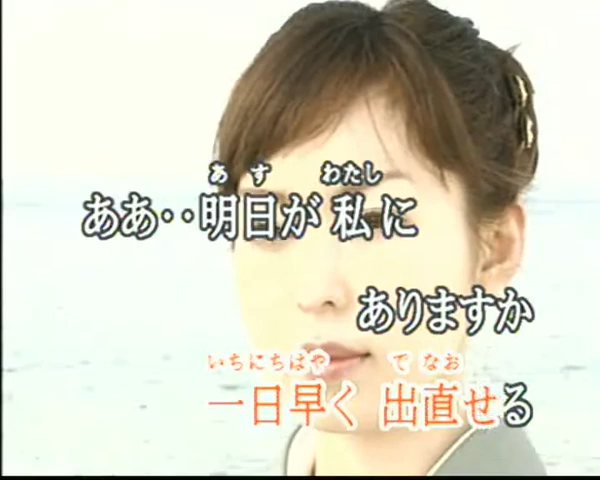 あす わたし
ああ‥明日が 私に
ありますか
いちにちはや で なお
一日早く 出直せる